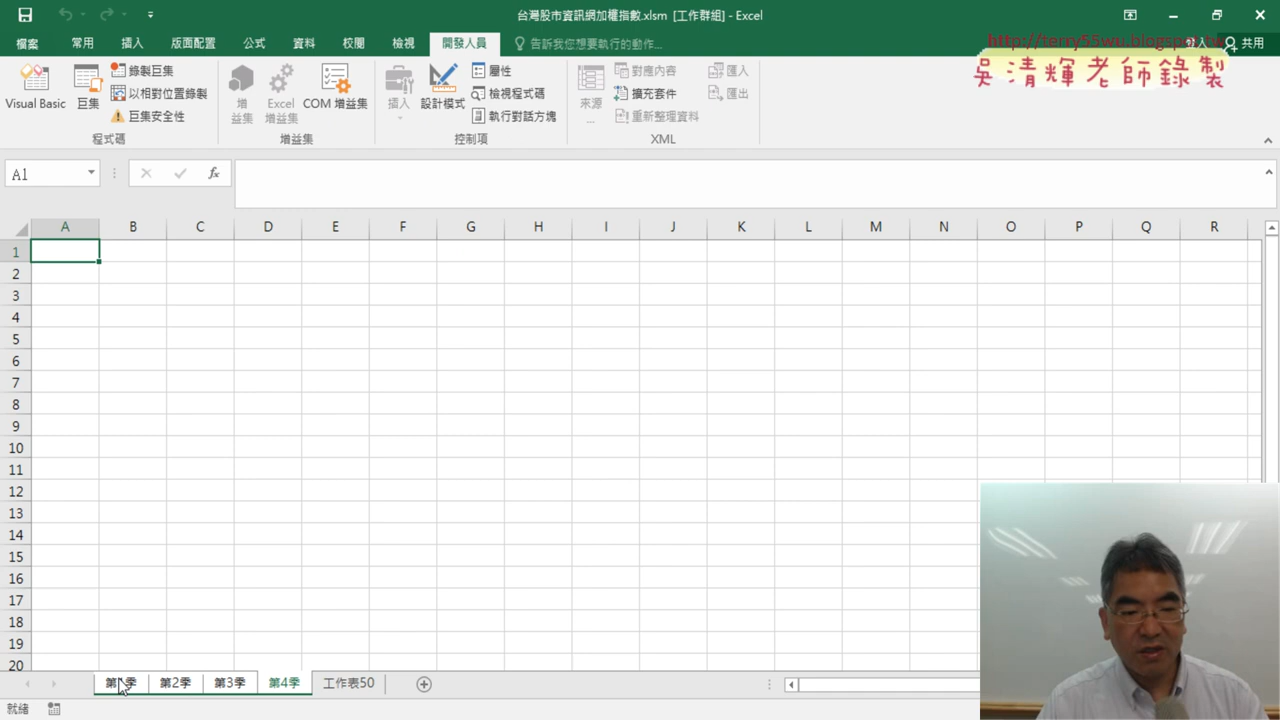 台灣股市資訊網加權指數.xlsm [工作群組] - Excel
檔案 常用 插入 版面配置 公式 資料 校閱 檢視 開發人員 告訴我您想要執行的動作... 共用
http://terry55wu.blogspot.tw
吳清輝老師錄製
Visual Basic 巨集 錄製巨集 以相對位置錄製 巨集安全性
增益集 Excel 增益集 COM 增益集
插入 設計模式 屬性 檢視程式碼 執行對話方塊
來源... 對應內容 擴充套件 重新整理資料 匯入 匯出
程式碼 增益集 控制項 XML
A1 fx
A B C D E F G H I J K L M N O P Q R
1
2
3
4
5
6
7
8
9
10
11
12
13
14
15
16
17
18
19
20
第1季 第2季 第3季 第4季 工作表50
就緒